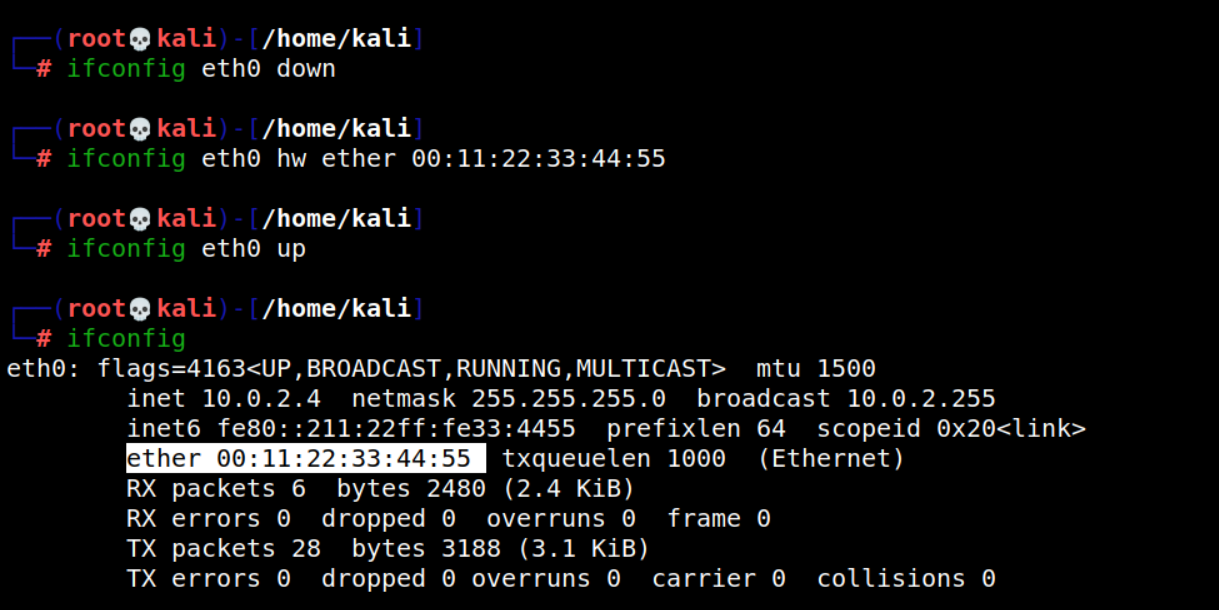 ┌──(root💀kali)-[/home/kali]
└─# ifconfig eth0 down
┌──(root💀kali)-[/home/kali]
└─# ifconfig eth0 hw ether 00:11:22:33:44:55
┌──(root💀kali)-[/home/kali]
└─# ifconfig eth0 up
┌──(root💀kali)-[/home/kali]
└─# ifconfig
eth0: flags=4163<UP,BROADCAST,RUNNING,MULTICAST>  mtu 1500
        inet 10.0.2.4  netmask 255.255.255.0  broadcast 10.0.2.255
        inet6 fe80::211:22ff:fe33:4455  prefixlen 64  scopeid 0x20<link>
        ether 00:11:22:33:44:55  txqueuelen 1000  (Ethernet)
        RX packets 6  bytes 2480 (2.4 KiB)
        RX errors 0  dropped 0  overruns 0  frame 0
        TX packets 28  bytes 3188 (3.1 KiB)
        TX errors 0  dropped 0 overruns 0  carrier 0  collisions 0